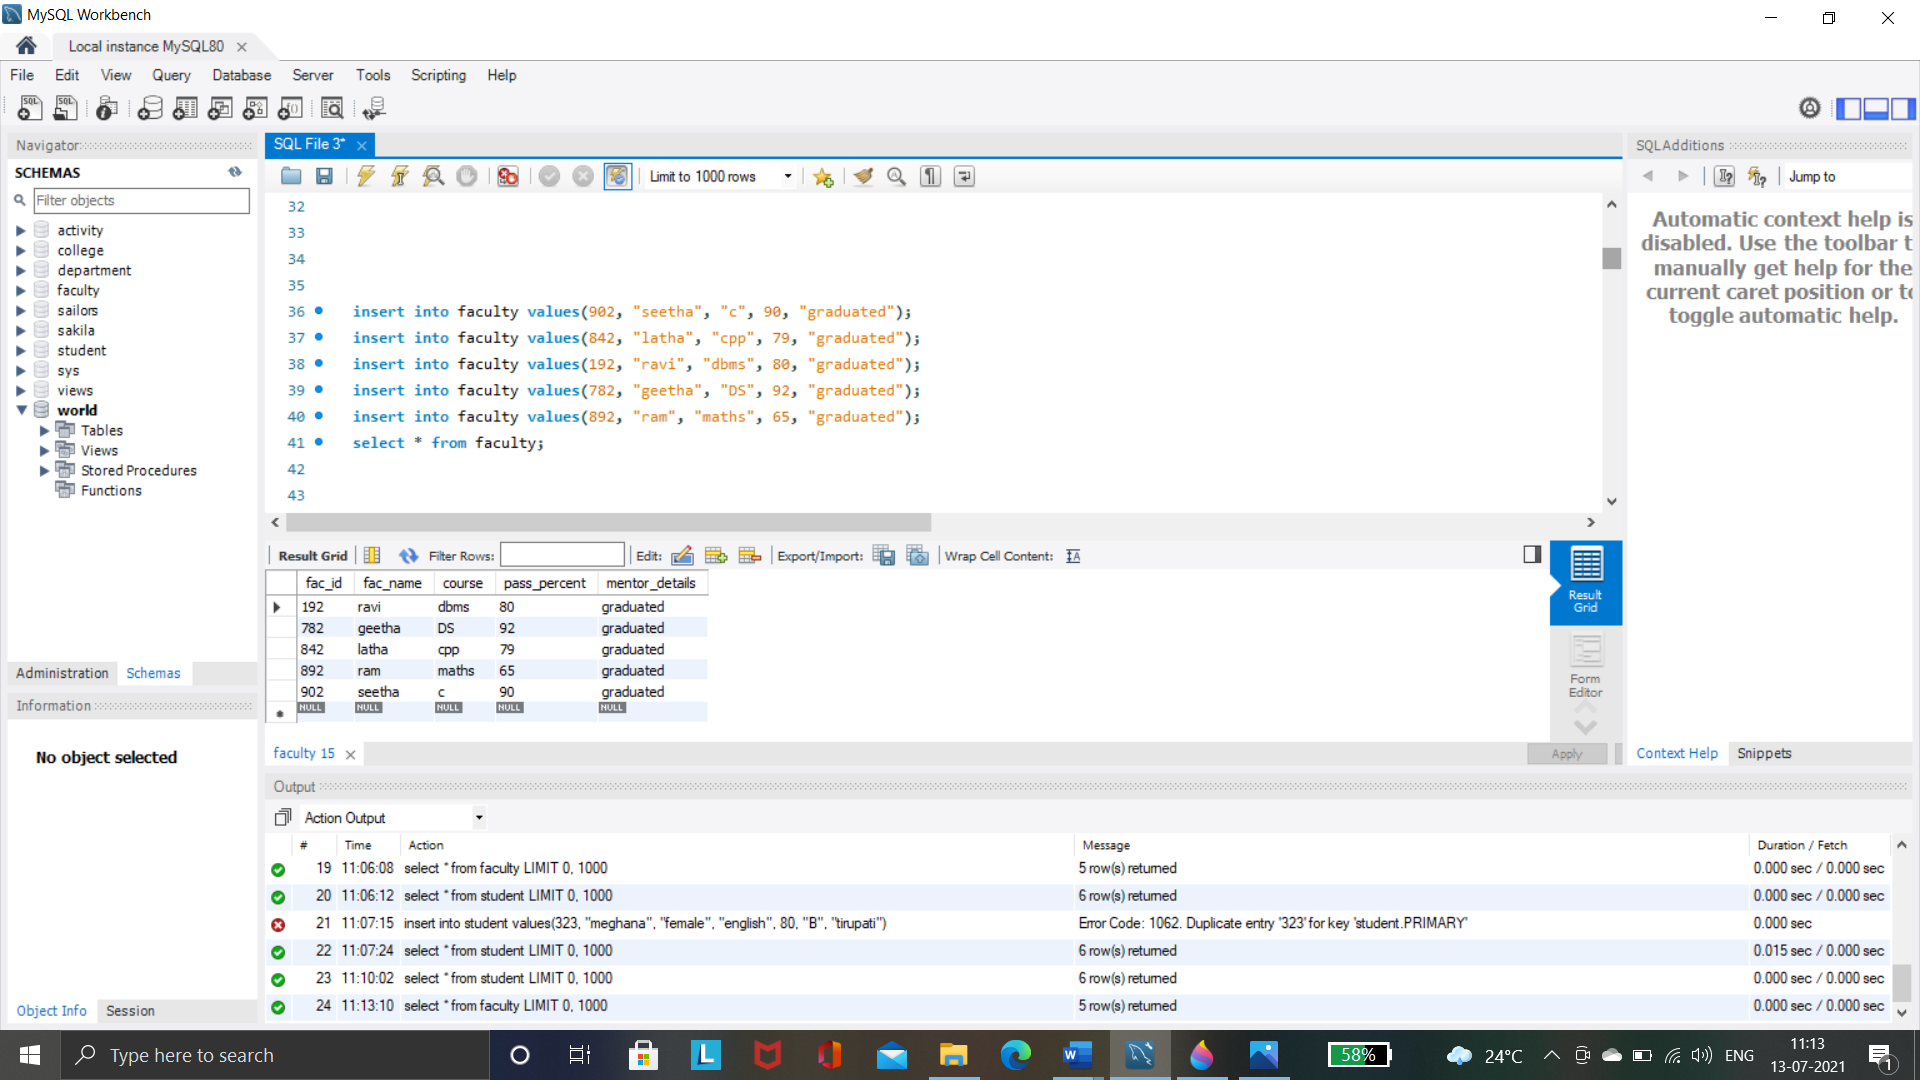 MySQL Workbench
Local instance MySQL80
File Edit View Query Database Server Tools Scripting Help
Navigator
SCHEMAS
Filter objects
activity
college
department
faculty
sailors
sakila
student
sys
views
world
Tables
Views
Stored Procedures
Functions
Administration Schemas
Information
No object selected
Object Info Session
SQL File 3*
Limit to 1000 rows
32
33
34
35
36 insert into faculty values(902, "seetha", "c", 90, "graduated");
37 insert into faculty values(842, "latha", "cpp", 79, "graduated");
38 insert into faculty values(192, "ravi", "dbms", 80, "graduated");
39 insert into faculty values(782, "geetha", "DS", 92, "graduated");
40 insert into faculty values(892, "ram", "maths", 65, "graduated");
41 select * from faculty;
42
43
Result Grid Filter Rows: Edit: Export/Import: Wrap Cell Content:
fac_id fac_name course pass_percent mentor_details
192 ravi dbms 80 graduated
782 geetha DS 92 graduated
842 latha cpp 79 graduated
892 ram maths 65 graduated
902 seetha c 90 graduated
NULL NULL NULL NULL NULL
Result
Grid
Form
Editor
faculty 15
Apply
SQLAdditions
Jump to
Automatic context help is
disabled. Use the toolbar t
manually get help for the
current caret position or to
toggle automatic help.
Context Help Snippets
Output
Action Output
# Time Action Message Duration / Fetch
19 11:06:08 select * from faculty LIMIT 0, 1000 5 row(s) returned 0.000 sec / 0.000 sec
20 11:06:12 select * from student LIMIT 0, 1000 6 row(s) returned 0.000 sec / 0.000 sec
21 11:07:15 insert into student values(323, "meghana", "female", "english", 80, "B", "tirupati") Error Code: 1062. Duplicate entry '323' for key 'student.PRIMARY' 0.000 sec
22 11:07:24 select * from student LIMIT 0, 1000 6 row(s) returned 0.015 sec / 0.000 sec
23 11:10:02 select * from student LIMIT 0, 1000 6 row(s) returned 0.000 sec / 0.000 sec
24 11:13:10 select * from faculty LIMIT 0, 1000 5 row(s) returned 0.000 sec / 0.000 sec
Type here to search
58%
24°C
ENG
11:13
13-07-2021
1